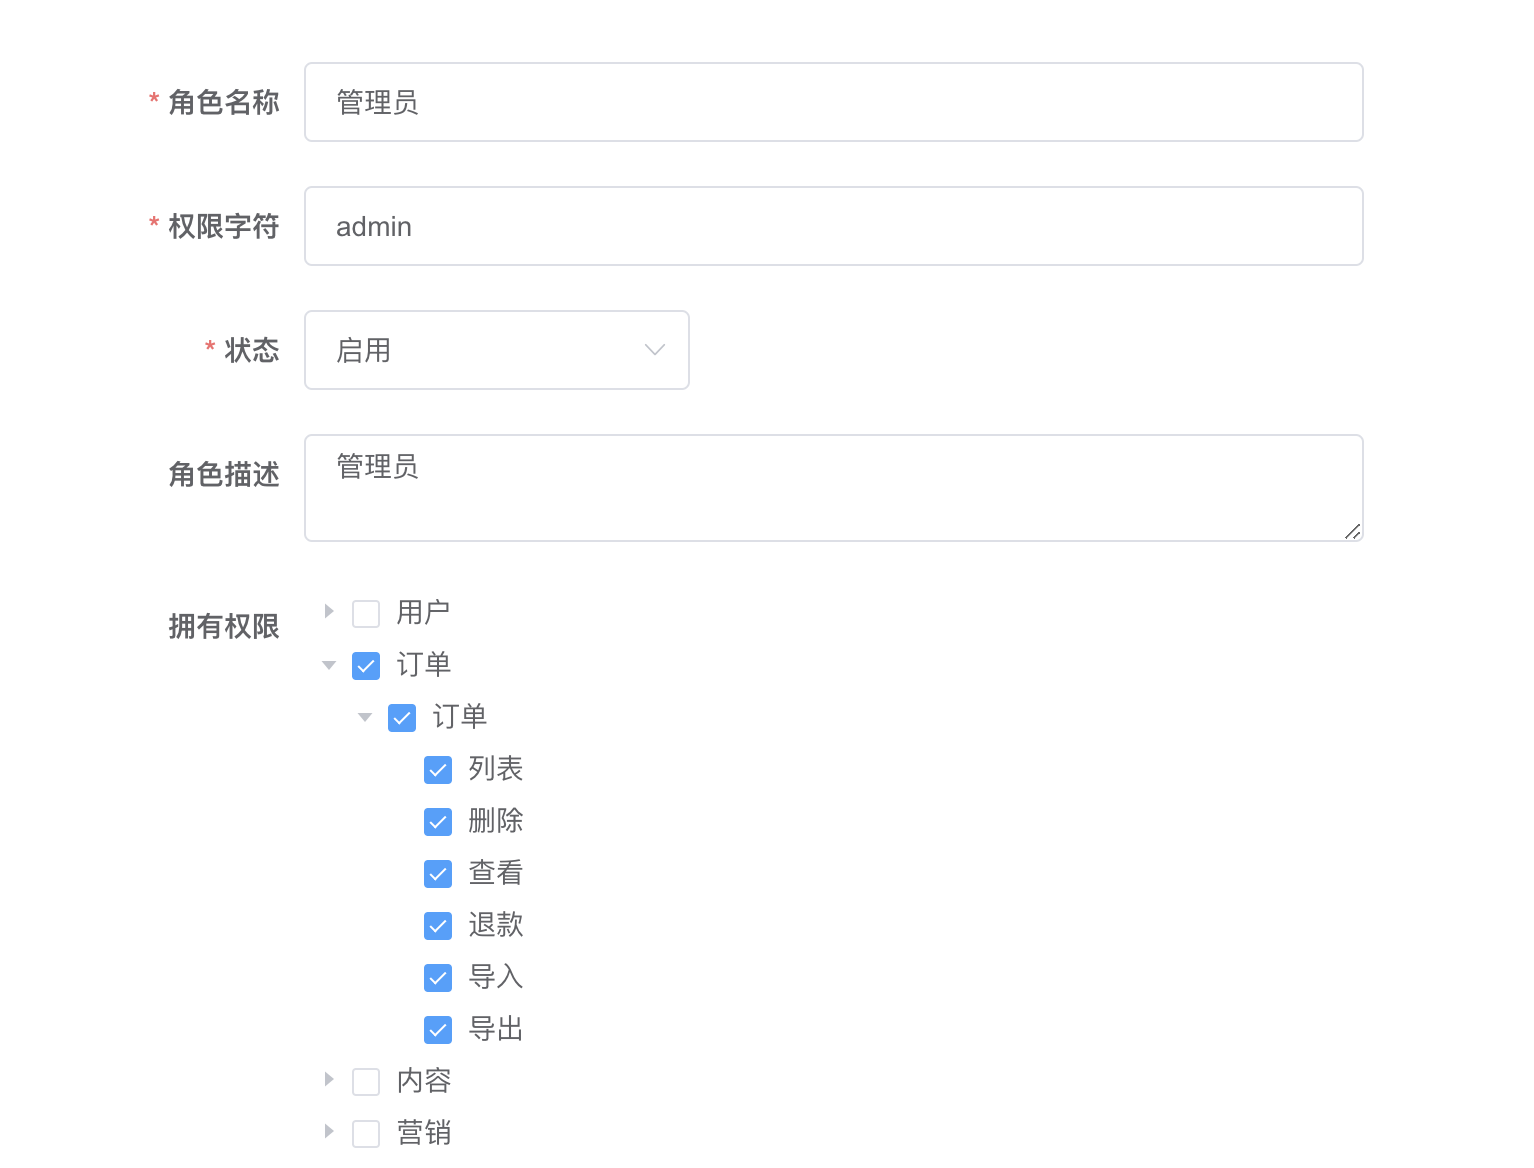 * 角色名称 管理员
* 权限字符 admin
* 状态 启用
角色描述 管理员
拥有权限 用户
订单
订单
列表
删除
查看
退款
导入
导出
内容
营销